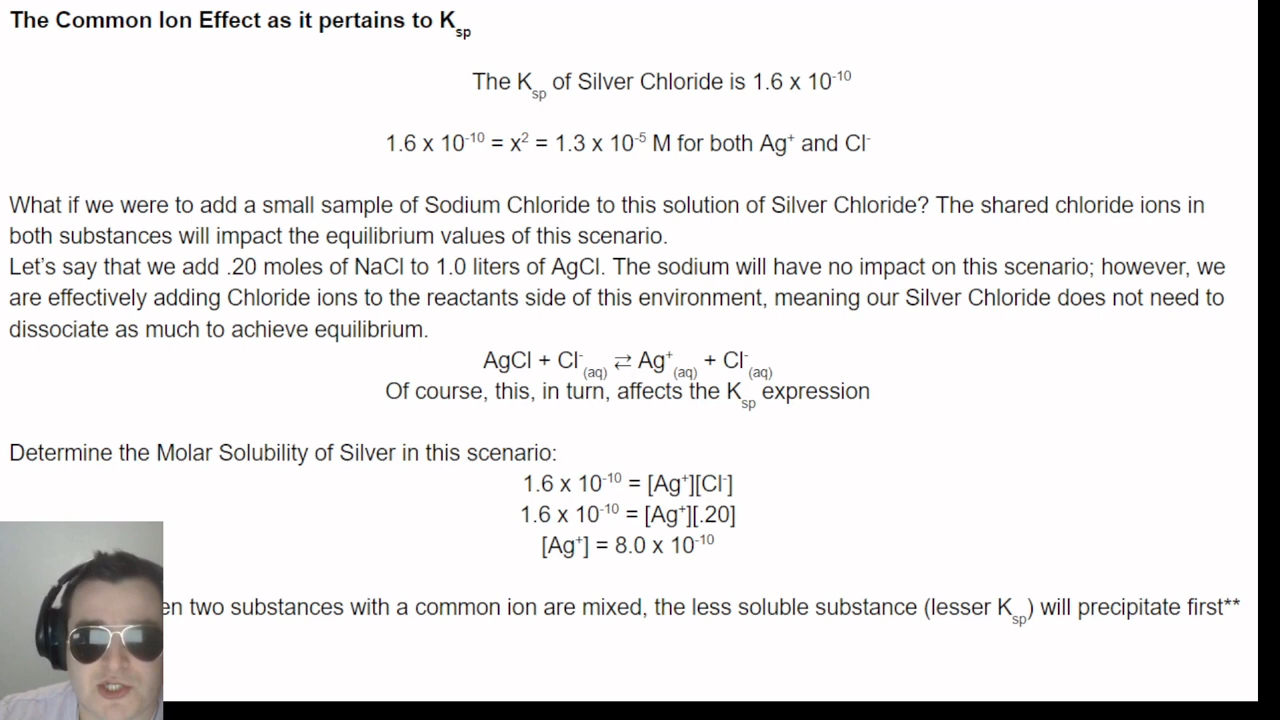 The Common Ion Effect as it pertains to Ksp
The Ksp of Silver Chloride is 1.6 x 10⁻¹⁰
1.6 x 10⁻¹⁰ = x² = 1.3 x 10⁻⁵ M for both Ag⁺ and Cl⁻
What if we were to add a small sample of Sodium Chloride to this solution of Silver Chloride? The shared chloride ions in
both substances will impact the equilibrium values of this scenario.
Let's say that we add .20 moles of NaCl to 1.0 liters of AgCl. The sodium will have no impact on this scenario; however, we
are effectively adding Chloride ions to the reactants side of this environment, meaning our Silver Chloride does not need to
dissociate as much to achieve equilibrium.
AgCl + Cl⁻(aq) ⇄ Ag⁺(aq) + Cl⁻(aq)
Of course, this, in turn, affects the Ksp expression
Determine the Molar Solubility of Silver in this scenario:
1.6 x 10⁻¹⁰ = [Ag⁺][Cl⁻]
1.6 x 10⁻¹⁰ = [Ag⁺][.20]
[Ag⁺] = 8.0 x 10⁻¹⁰
two substances with a common ion are mixed, the less soluble substance (lesser Ksp) will precipitate first**